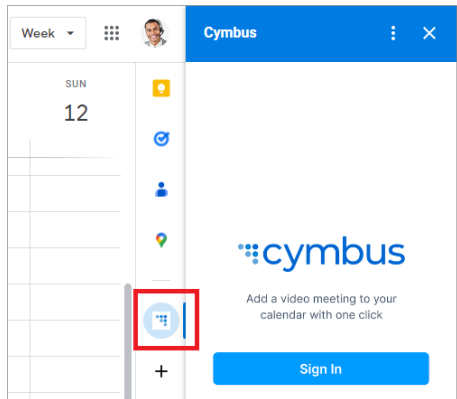 Week
Cymbus
SUN
12
cymbus
Add a video meeting to your
calendar with one click
Sign In